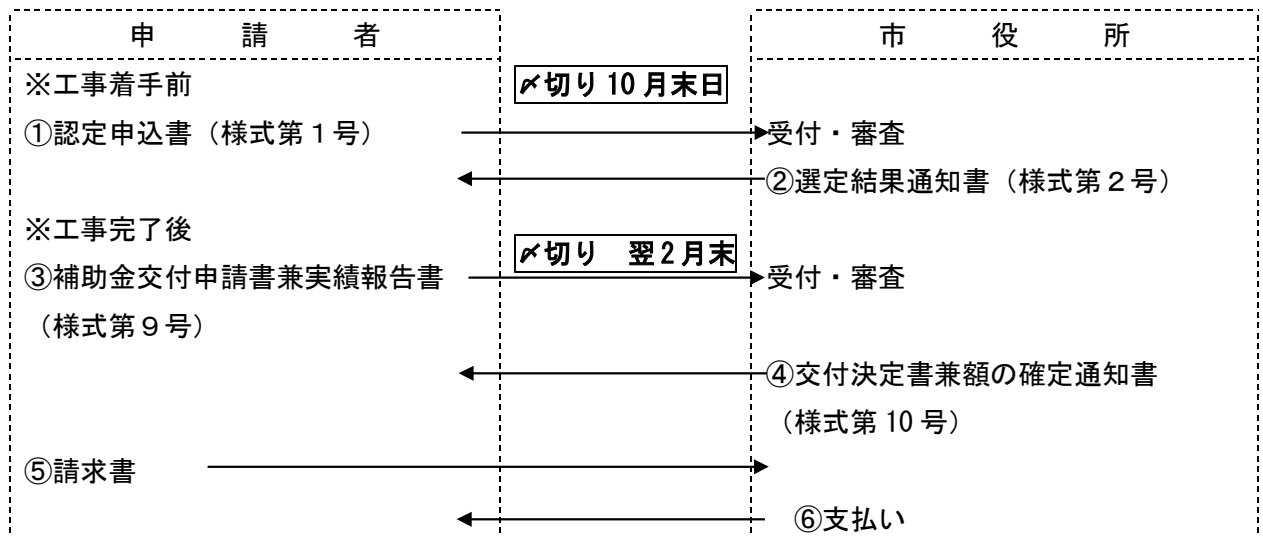 申　請　者
市　役　所
※工事着手前
〆切り 10 月末日
①認定申込書（様式第１号）
受付・審査
②選定結果通知書（様式第２号）
※工事完了後
〆切り　翌２月末
③補助金交付申請書兼実績報告書
受付・審査
（様式第９号）
④交付決定書兼額の確定通知書
（様式第 10 号）
⑤請求書
⑥支払い